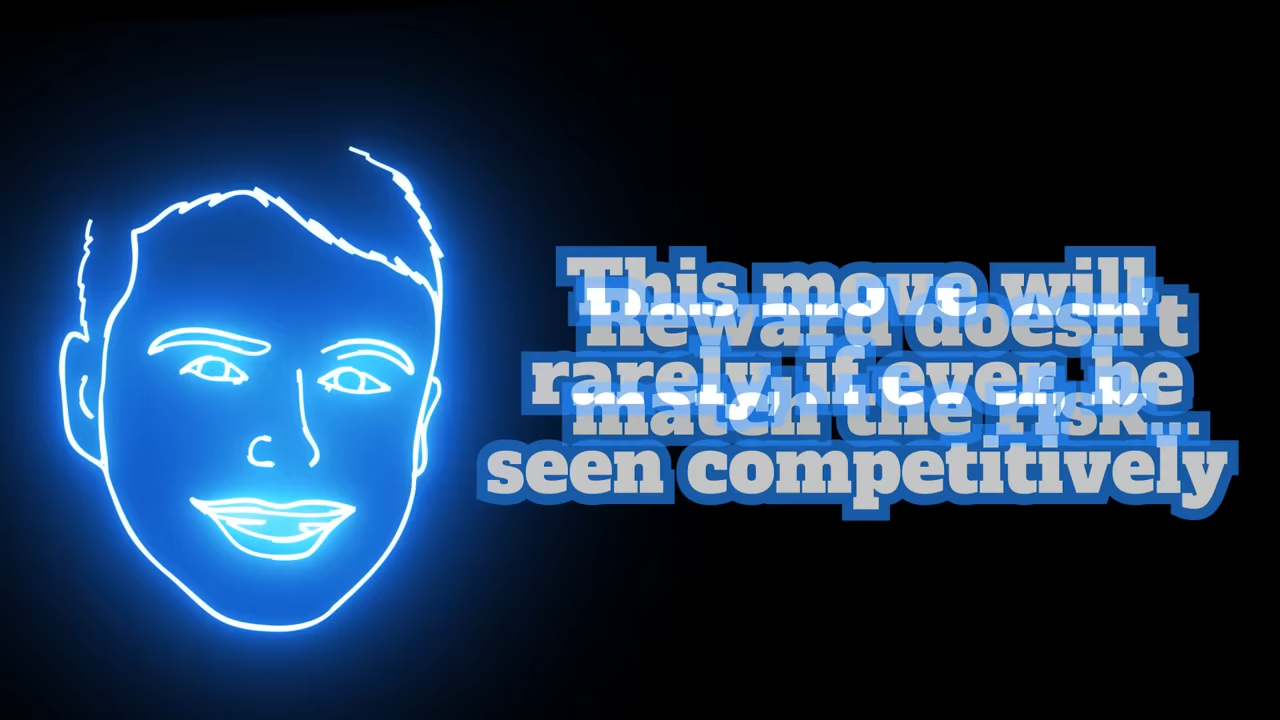 This move will,
rarely, if ever, be
seen competitively
Reward doesn't
match the risk...